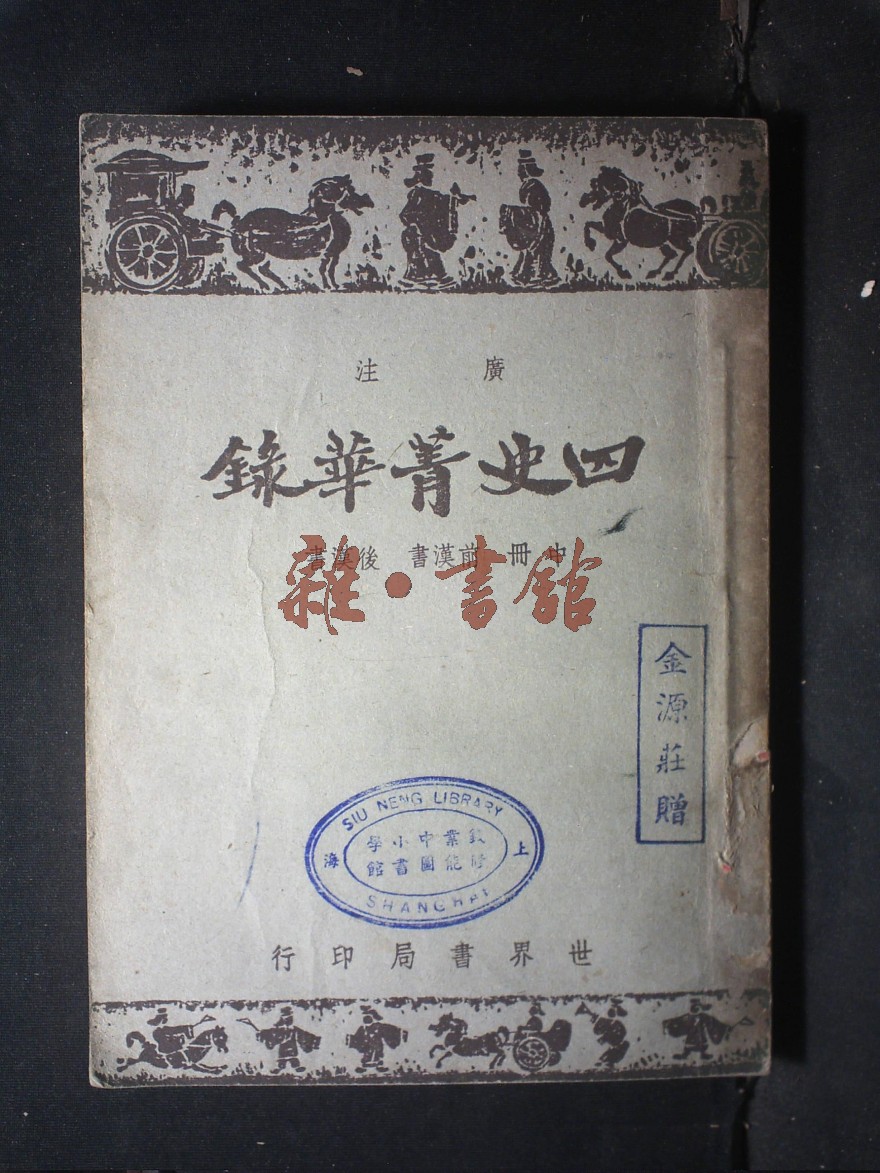 廣注
四史菁華錄
中冊 前漢書 後漢書
雜·書館
金源莊贈
SIU NENG LIBRARY
上海
錢業中小學
修能圖書館
SHANGHAI
世界書局印行